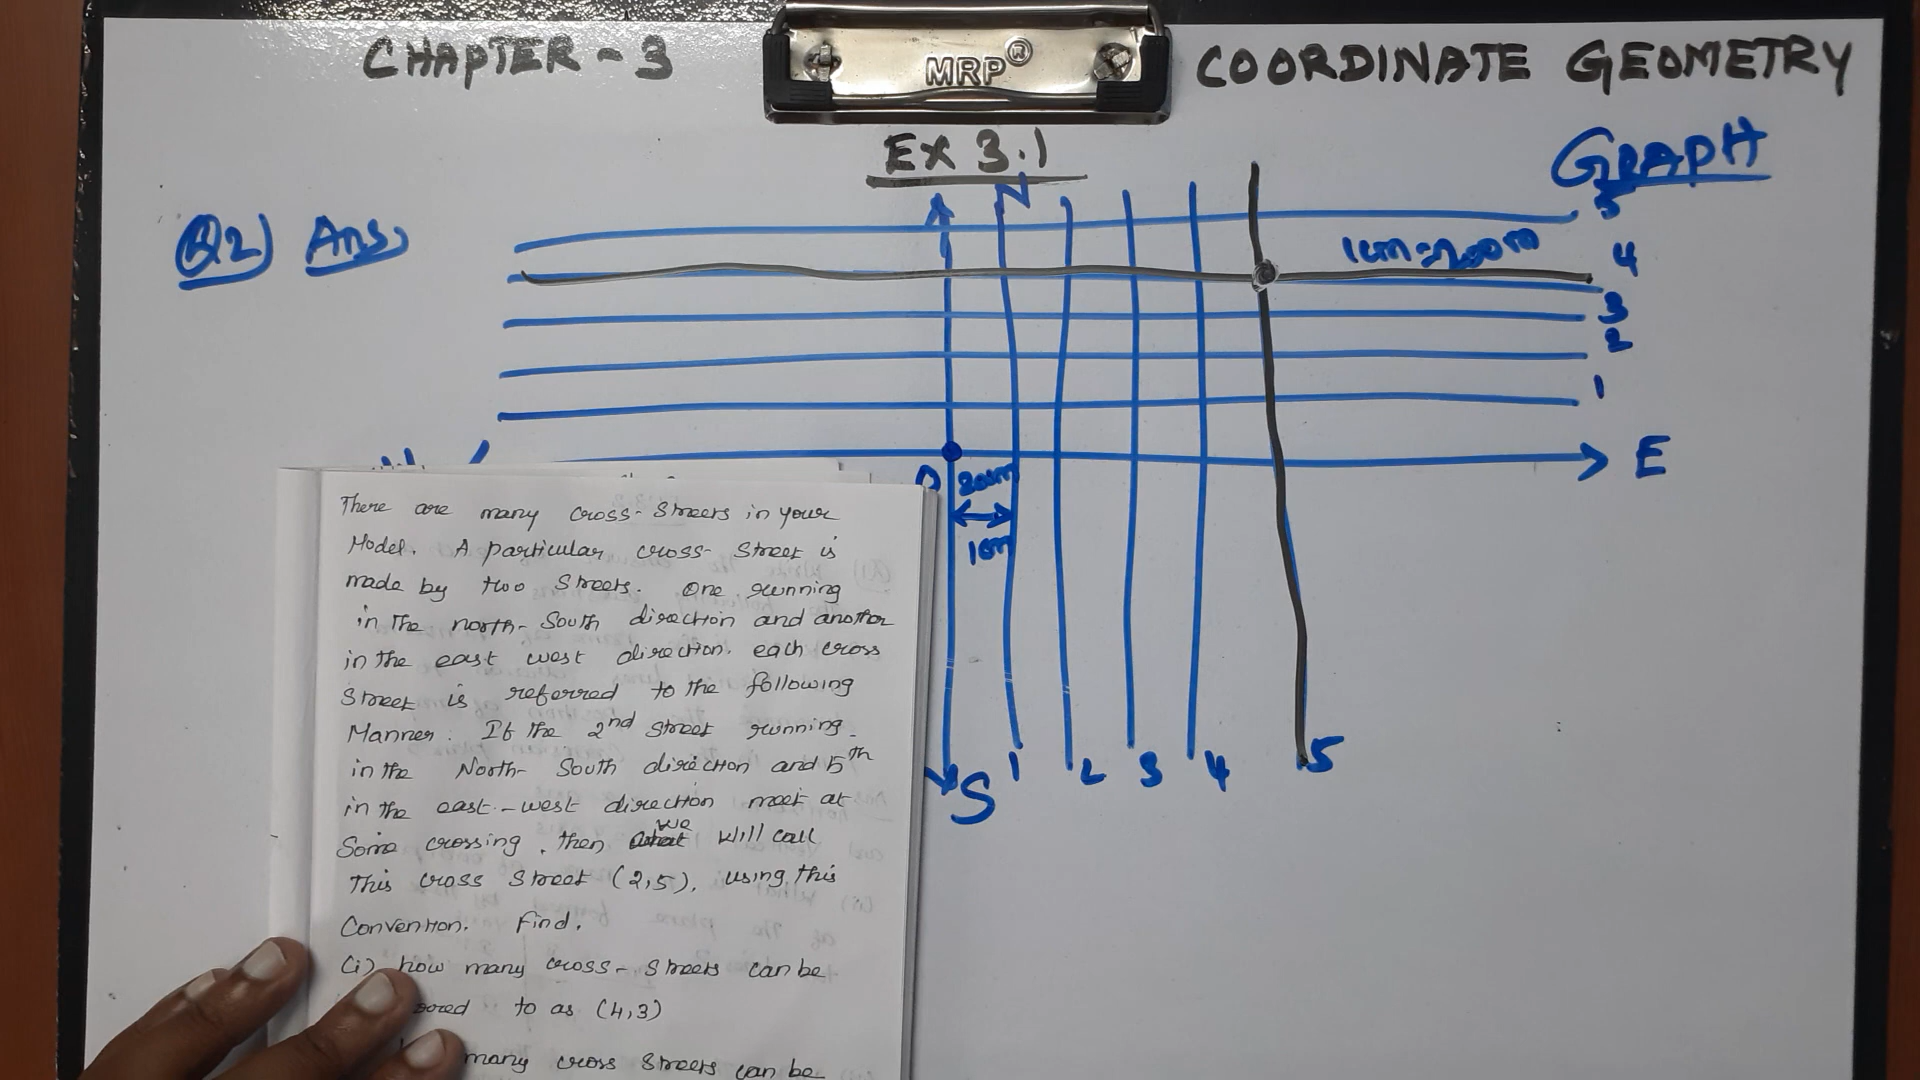 CHAPTER - 3
MRP®
COORDINATE GEOMETRY
Ex 3.1
GRAPH
Q2) Ans,
N
5
1cm=200m
4
3
2
1
E
O
200m
1cm
S
1
2
3
4
5
There are many cross-streets in your
Model. A particular cross-street is
made by two streets. One running
in the north-south direction and another
in the east west direction. each cross
street is referred to the following
Manner. If the 2nd street running
in the North-South direction and 5th
in the east-west direction meet at
Some crossing, then we will call
This cross street (2,5), using this
Convention. Find.
(i) how many cross-streets can be
to as (4,3)
many cross streets can be